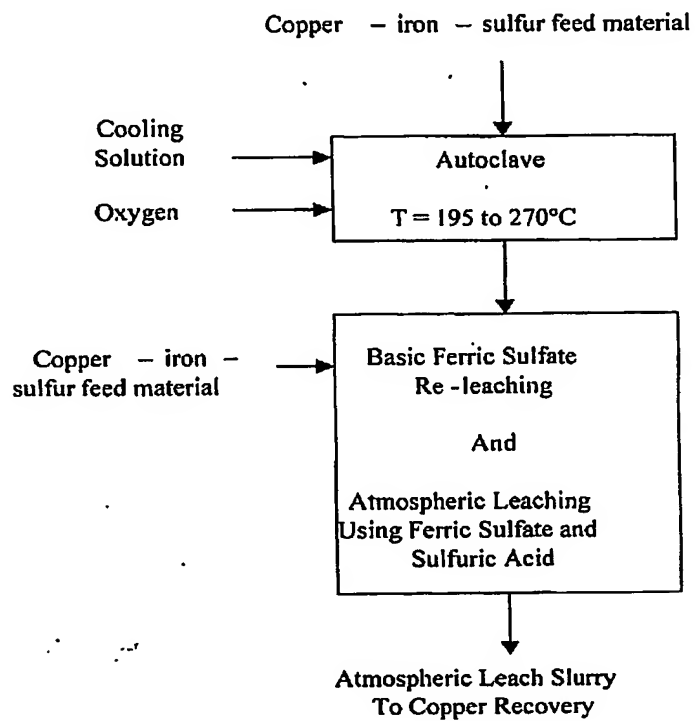 Copper – iron – sulfur feed material
Cooling
Solution
Oxygen
Autoclave
T = 195 to 270°C
Copper – iron –
sulfur feed material
Basic Ferric Sulfate
Re -leaching
And
Atmospheric Leaching
Using Ferric Sulfate and
Sulfuric Acid
Atmospheric Leach Slurry
To Copper Recovery